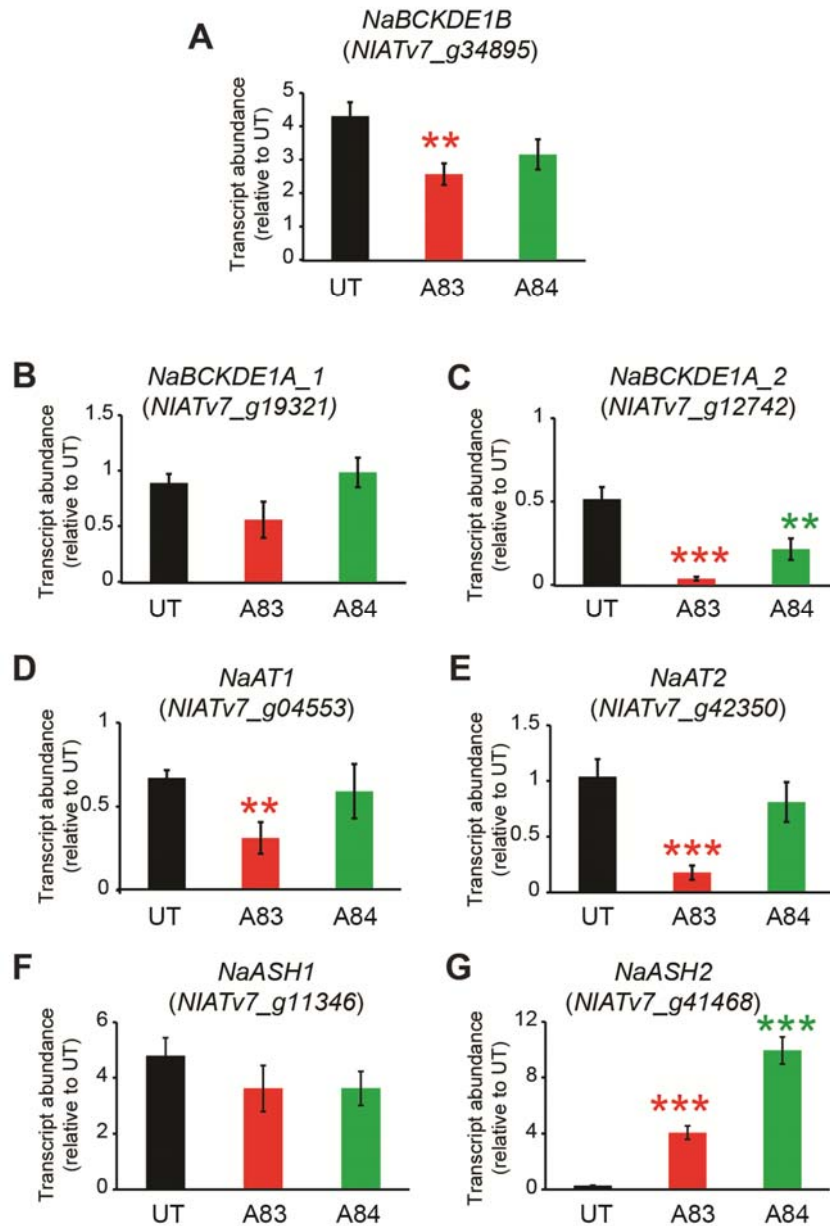 A
NaBCKDE1B
(NIATv7_g34895)
Transcript abundance
(relative to UT)
5
4
3
2
1
0
**
UT A83 A84
B
NaBCKDE1A_1
(NIATv7_g19321)
Transcript abundance
(relative to UT)
1.5
1
0.5
0
UT A83 A84
C
NaBCKDE1A_2
(NIATv7_g12742)
Transcript abundance
(relative to UT)
1
0.5
0
***
**
UT A83 A84
D
NaAT1
(NIATv7_g04553)
Transcript abundance
(relative to UT)
1
0.5
0
**
UT A83 A84
E
NaAT2
(NIATv7_g42350)
Transcript abundance
(relative to UT)
1.5
1
0.5
0
***
UT A83 A84
F
NaASH1
(NIATv7_g11346)
Transcript abundance
(relative to UT)
6
4
2
0
UT A83 A84
G
NaASH2
(NIATv7_g41468)
Transcript abundance
(relative to UT)
12
8
4
0
***
***
UT A83 A84